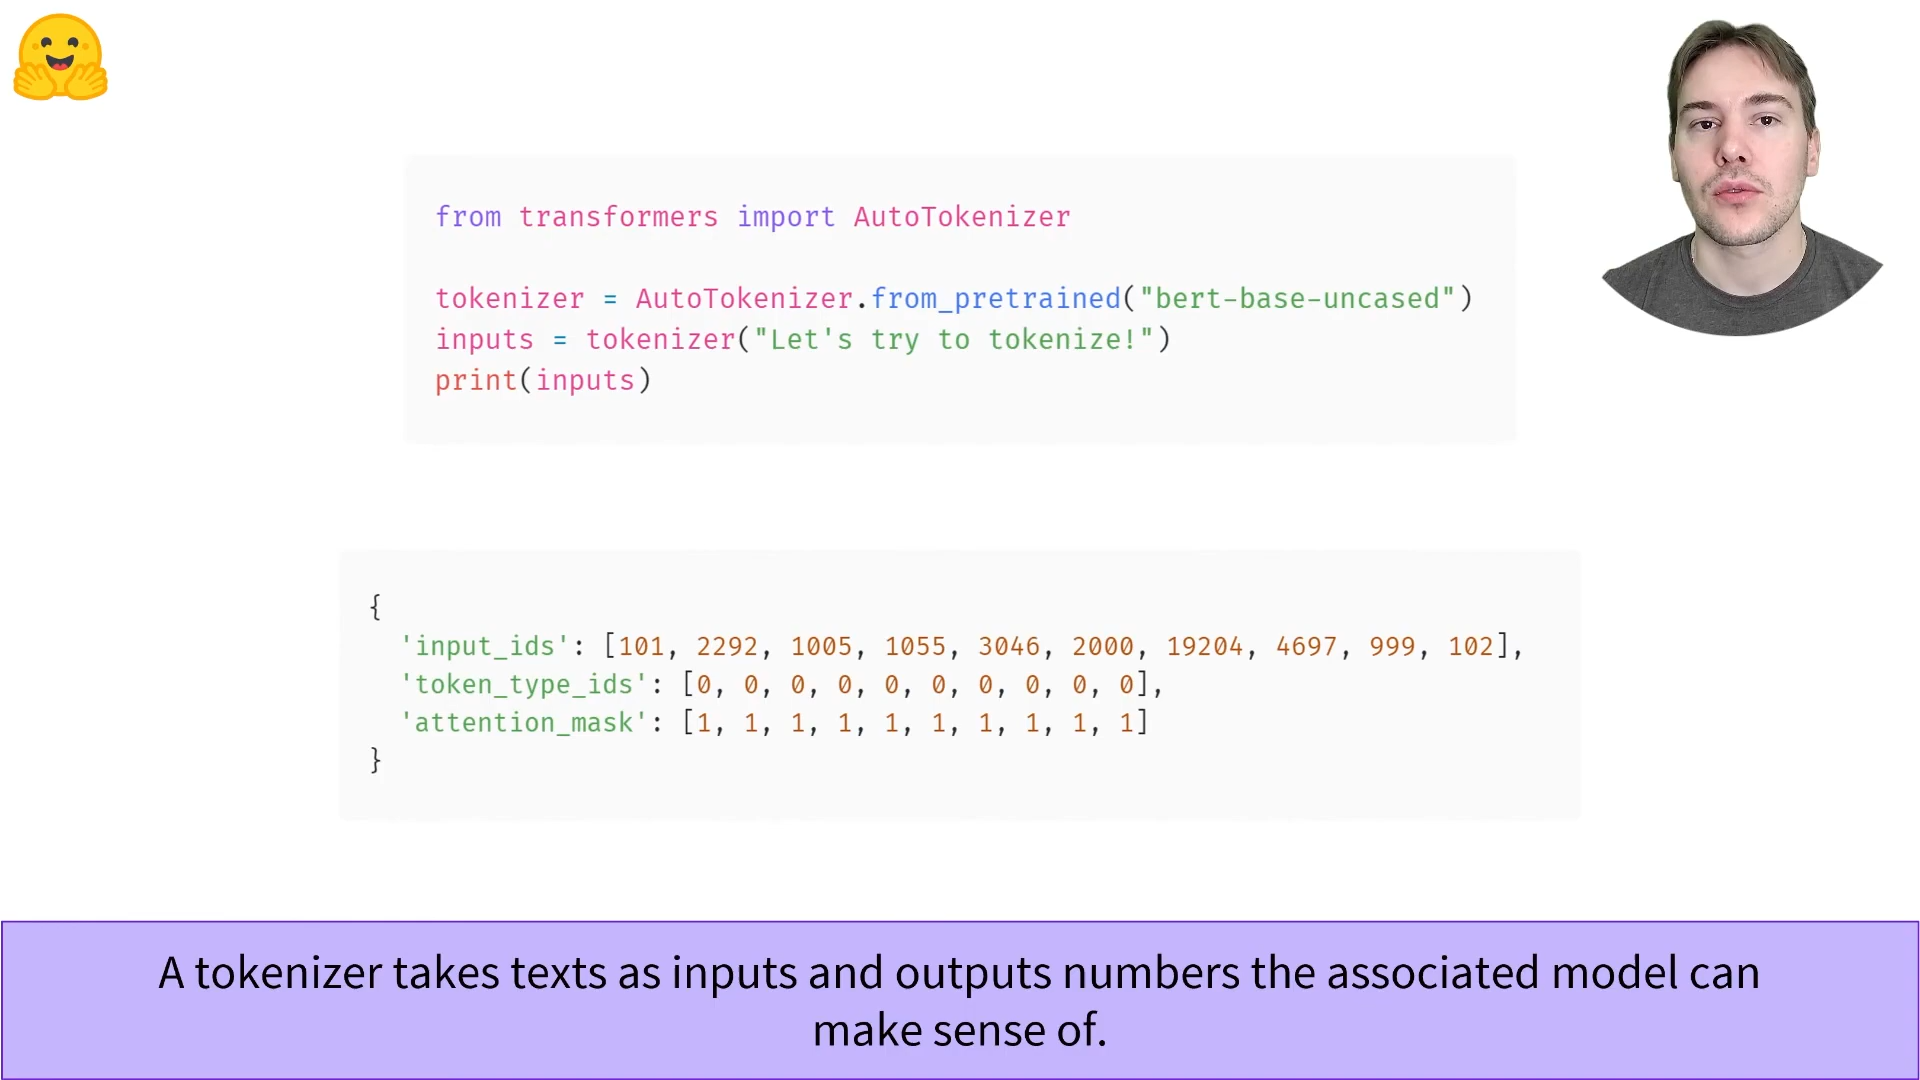 from transformers import AutoTokenizer
tokenizer = AutoTokenizer.from_pretrained("bert-base-uncased")
inputs = tokenizer("Let's try to tokenize!")
print(inputs)
{
'input_ids': [101, 2292, 1005, 1055, 3046, 2000, 19204, 4697, 999, 102],
'token_type_ids': [0, 0, 0, 0, 0, 0, 0, 0, 0, 0],
'attention_mask': [1, 1, 1, 1, 1, 1, 1, 1, 1, 1]
}
A tokenizer takes texts as inputs and outputs numbers the associated model can
make sense of.